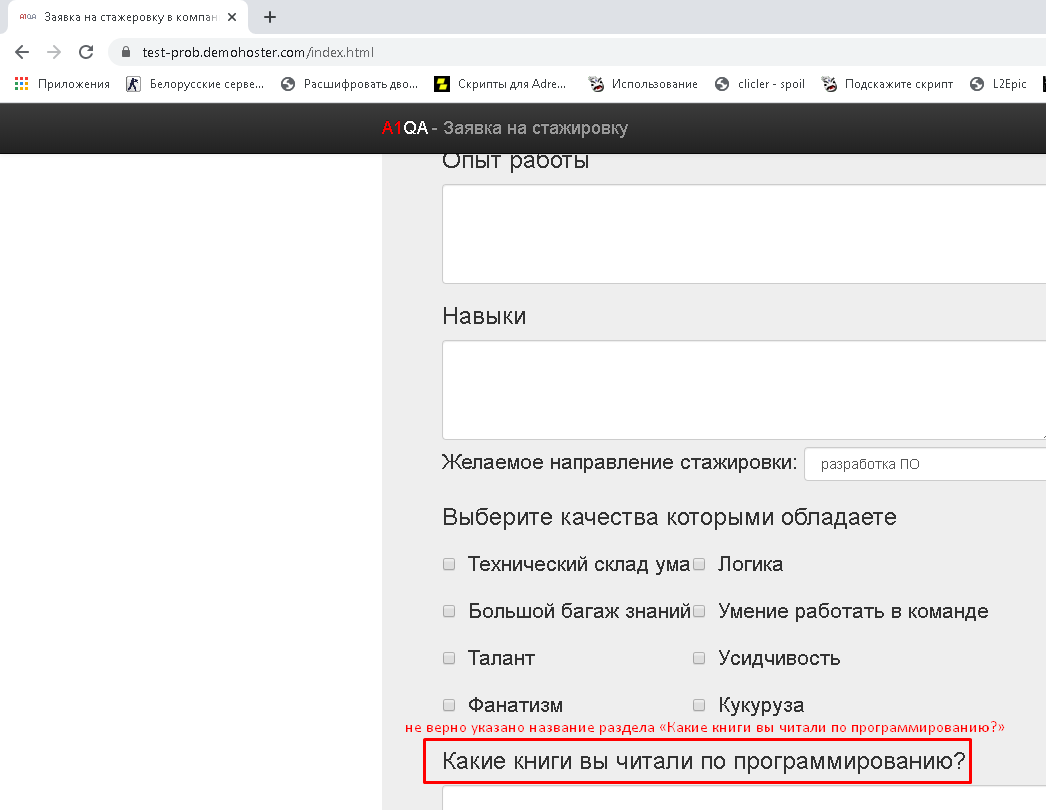 A1QA Заявка на стажеровку в компан
test-prob.demohoster.com/index.html
Приложения Белорусские серве... Расшифровать дво... Скрипты для Adre... Использование clicler - spoil Подскажите скрипт L2Epic
A1QA - Заявка на стажировку
Опыт работы
Навыки
Желаемое направление стажировки: разработка ПО
Выберите качества которыми обладаете
Технический склад ума Логика
Большой багаж знаний Умение работать в команде
Талант Усидчивость
Фанатизм Кукуруза
не верно указано название раздела «Какие книги вы читали по программированию?»
Какие книги вы читали по программированию?